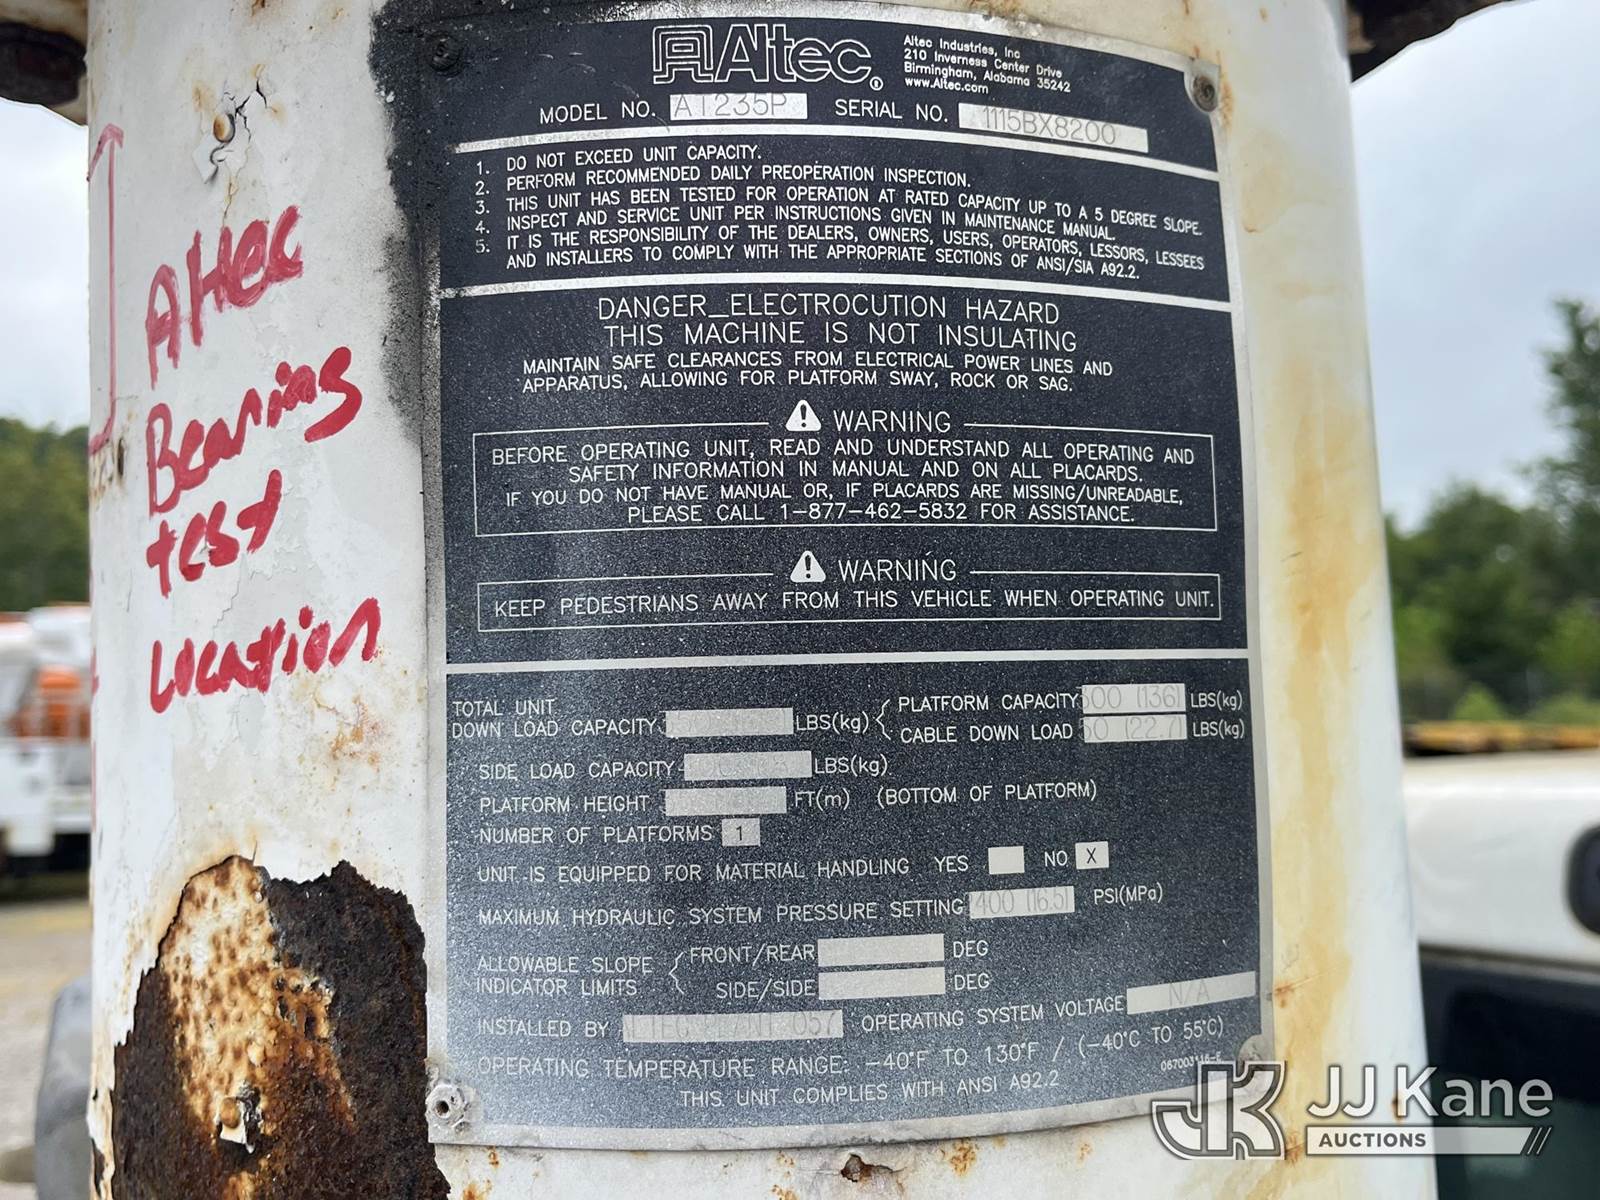 Altec
Bearing
test
Location
Altec
Altec Industries, Inc
210 Inverness Center Drive
Birmingham, Alabama 35242
www.Altec.com
MODEL NO. AT235P SERIAL NO. 1115BX8200
1. DO NOT EXCEED UNIT CAPACITY.
2. PERFORM RECOMMENDED DAILY PREOPERATION INSPECTION.
3. THIS UNIT HAS BEEN TESTED FOR OPERATION AT RATED CAPACITY UP TO A 5 DEGREE SLOPE.
4. INSPECT AND SERVICE UNIT PER INSTRUCTIONS GIVEN IN MAINTENANCE MANUAL.
5. IT IS THE RESPONSIBILITY OF THE DEALERS, OWNERS, USERS, OPERATORS, LESSORS, LESSEES
AND INSTALLERS TO COMPLY WITH THE APPROPRIATE SECTIONS OF ANSI/SIA A92.2.
DANGER_ELECTROCUTION HAZARD
THIS MACHINE IS NOT INSULATING
MAINTAIN SAFE CLEARANCES FROM ELECTRICAL POWER LINES AND
APPARATUS, ALLOWING FOR PLATFORM SWAY, ROCK OR SAG.
WARNING
BEFORE OPERATING UNIT, READ AND UNDERSTAND ALL OPERATING AND
SAFETY INFORMATION IN MANUAL AND ON ALL PLACARDS.
IF YOU DO NOT HAVE MANUAL OR, IF PLACARDS ARE MISSING/UNREADABLE,
PLEASE CALL 1-877-462-5832 FOR ASSISTANCE.
WARNING
KEEP PEDESTRIANS AWAY FROM THIS VEHICLE WHEN OPERATING UNIT.
TOTAL UNIT
DOWN LOAD CAPACITY LBS(kg)
PLATFORM CAPACITY (136) LBS(kg)
CABLE DOWN LOAD (22.7) LBS(kg)
SIDE LOAD CAPACITY LBS(kg)
PLATFORM HEIGHT FT(m) (BOTTOM OF PLATFORM)
NUMBER OF PLATFORMS 1
UNIT IS EQUIPPED FOR MATERIAL HANDLING YES NO X
MAXIMUM HYDRAULIC SYSTEM PRESSURE SETTING (16.5) PSI(MPa)
ALLOWABLE SLOPE
INDICATOR LIMITS
FRONT/REAR DEG
SIDE/SIDE DEG
INSTALLED BY PLANT 057 OPERATING SYSTEM VOLTAGE N/A
OPERATING TEMPERATURE RANGE: -40°F TO 130°F / (-40°C TO 55°C)
THIS UNIT COMPLIES WITH ANSI A92.2
JK JJ Kane
AUCTIONS